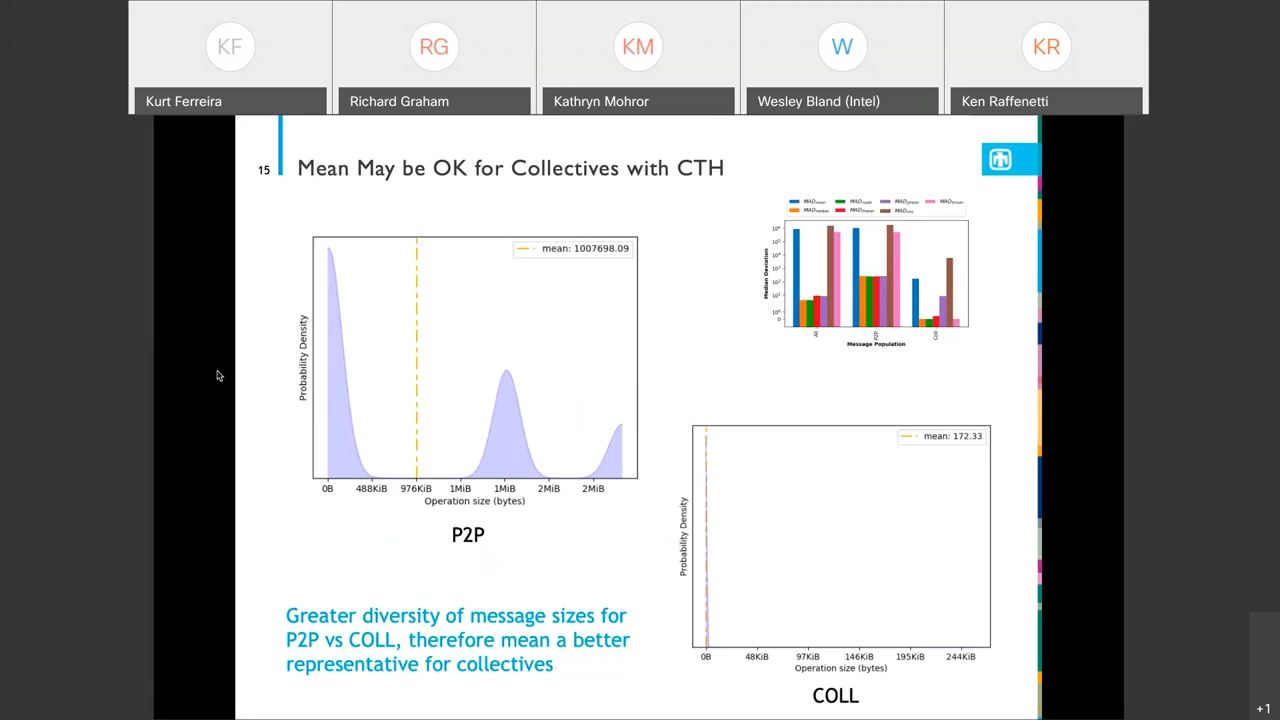 KF
RG
KM
W
KR
Kurt Ferreira
Richard Graham
Kathryn Mohror
Wesley Bland (Intel)
Ken Raffenetti
15
Mean May be OK for Collectives with CTH
mean: 1007698.09
Probability Density
0B 488KiB 976KiB 1MiB 1MiB 2MiB 2MiB
Operation size (bytes)
P2P
Median Deviation
All P2P Coll
Message Population
mean: 172.33
Probability Density
0B 48KiB 97KiB 146KiB 195KiB 244KiB
Operation size (bytes)
COLL
Greater diversity of message sizes for
P2P vs COLL, therefore mean a better
representative for collectives
+1